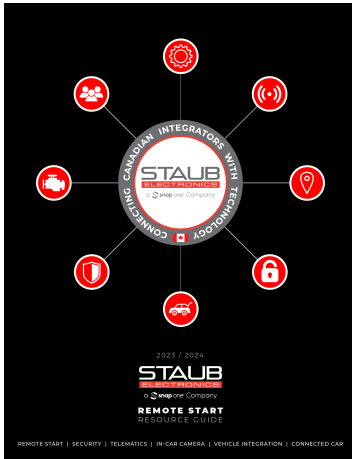 CONNECTING CANADIAN INTEGRATORS WITH TECHNOLOGY
STAUB
ELECTRONICS
a snap one Company
2023 / 2024
STAUB
ELECTRONICS
a snap one Company
REMOTE START
RESOURCE GUIDE
REMOTE START | SECURITY | TELEMATICS | IN-CAR CAMERA | VEHICLE INTEGRATION | CONNECTED CAR